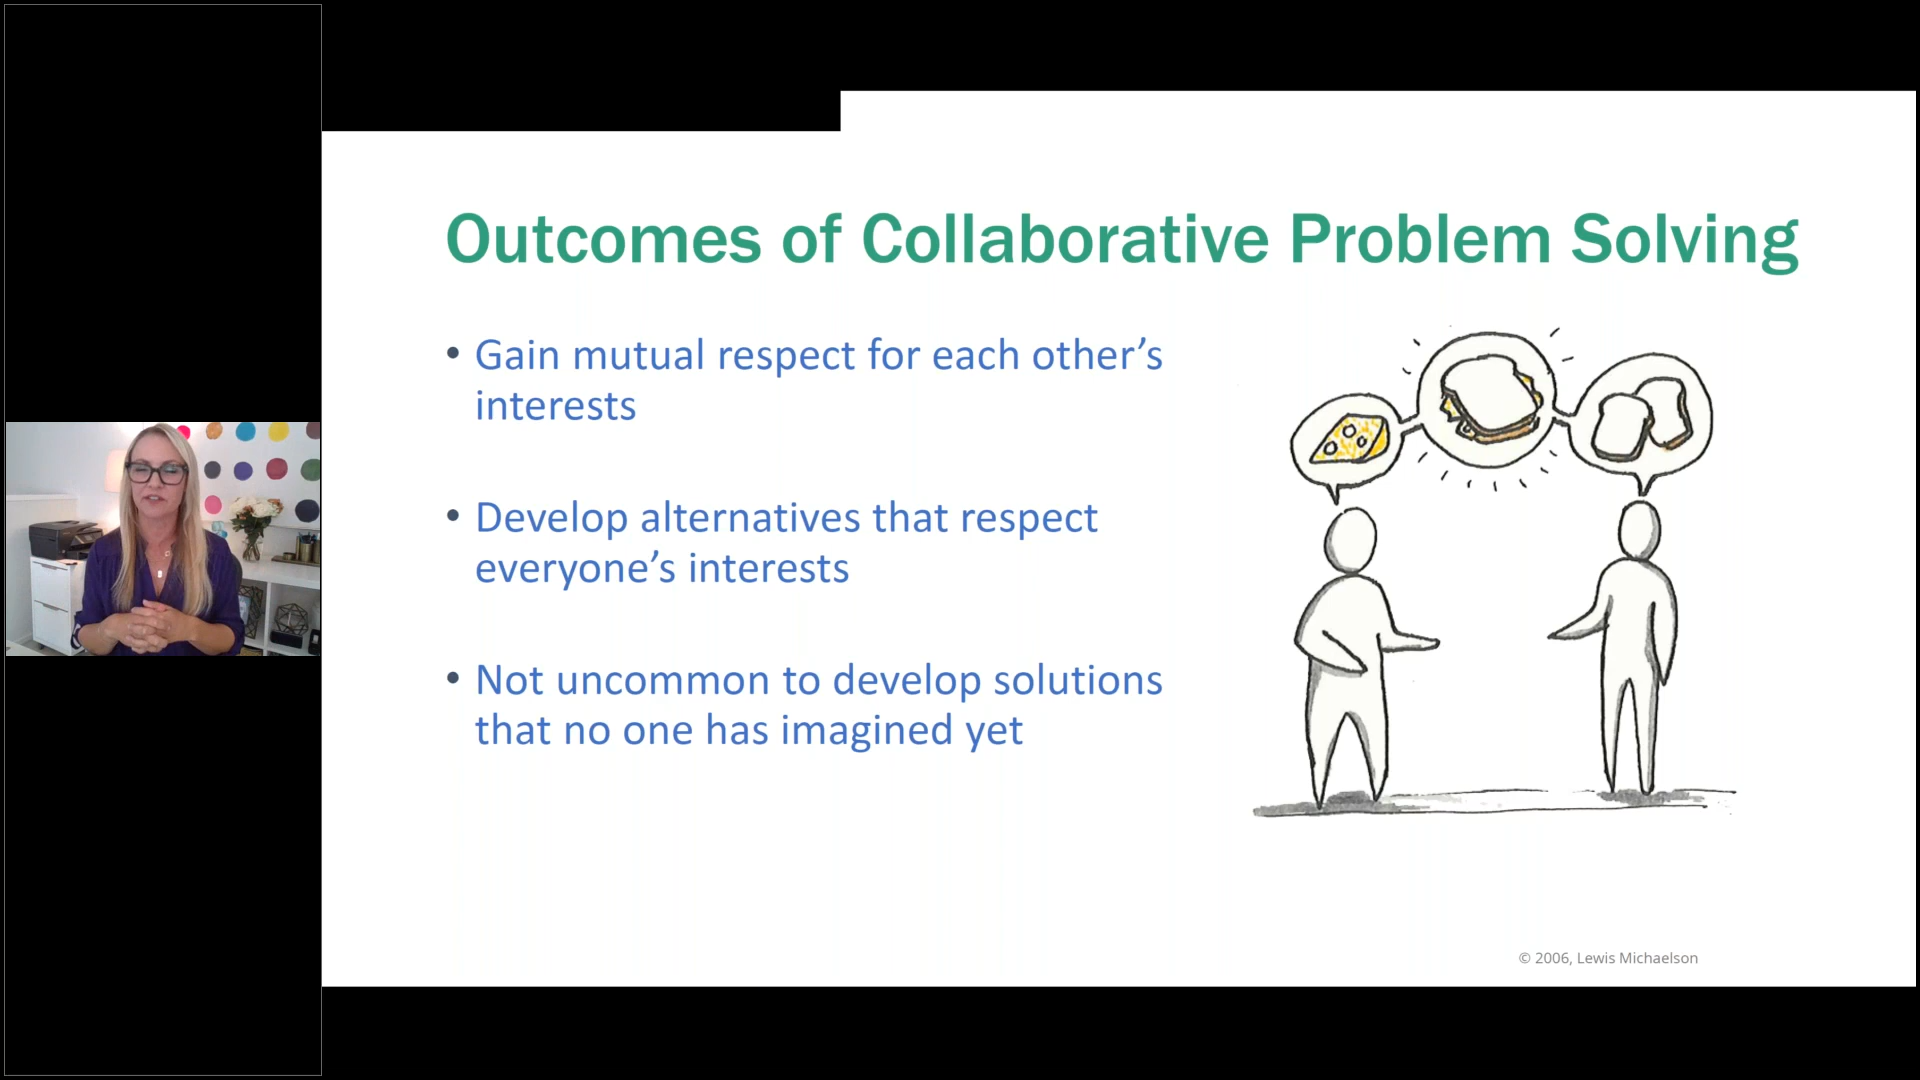 Outcomes of Collaborative Problem Solving
• Gain mutual respect for each other’s
interests
• Develop alternatives that respect
everyone’s interests
• Not uncommon to develop solutions
that no one has imagined yet
© 2006, Lewis Michaelson